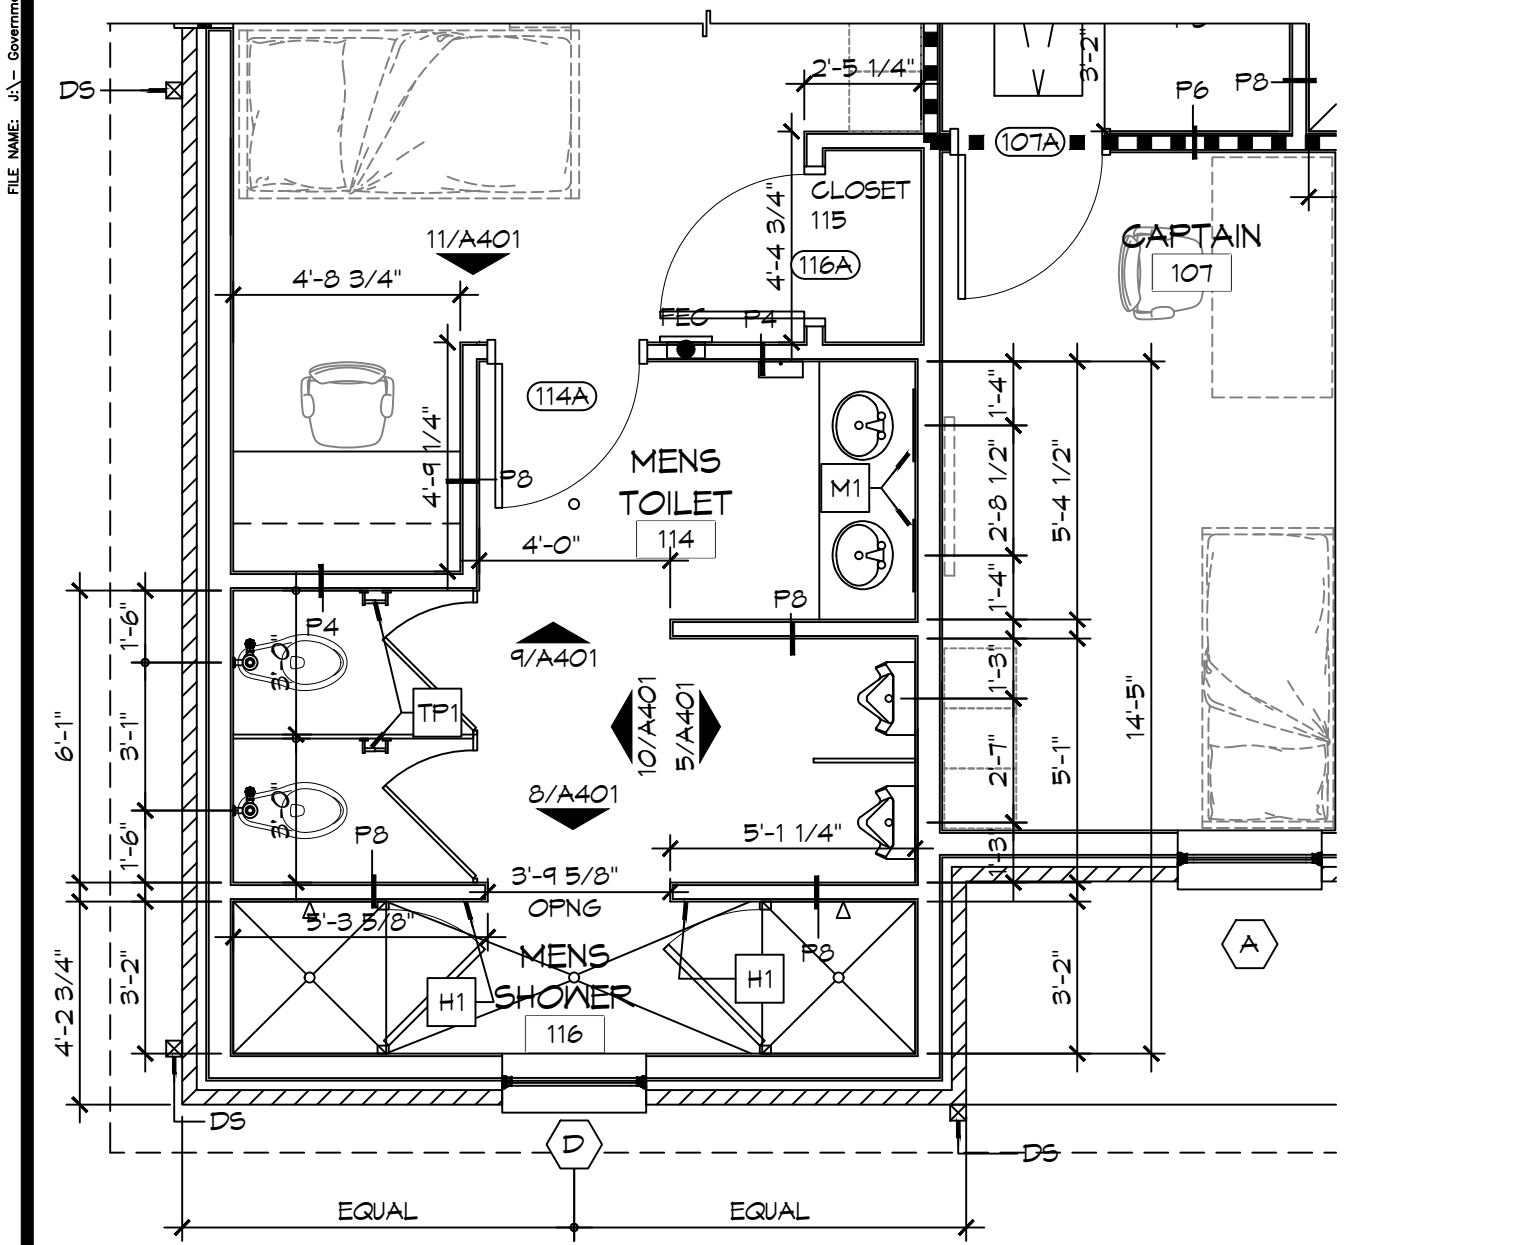 FILE NAME: J:\- Governme
DS
2'-5 1/4"
3'-2"
P6
P8
107A
CLOSET
115
4'-4 3/4"
116A
CAPTAIN
107
11/A401
4'-8 3/4"
FEC
P4
114A
4'-9 1/4"
P8
MENS
TOILET
114
M1
1'-4"
2'-8 1/2"
5'-4 1/2"
1'-4"
4'-0"
P8
P4
1'-6"
3'-0"
9/A401
TP1
10/A401
5/A401
1'-3"
14'-5"
6'-1"
3'-1"
2'-7"
5'-1"
3'-0"
8/A401
P8
5'-1 1/4"
1'-6"
1'-3"
3'-9 5/8"
OPNG
5'-3 5/8"
MENS
SHOWER
116
H1
H1
P8
3'-2"
4'-2 3/4"
3'-2"
A
DS
D
DS
EQUAL
EQUAL